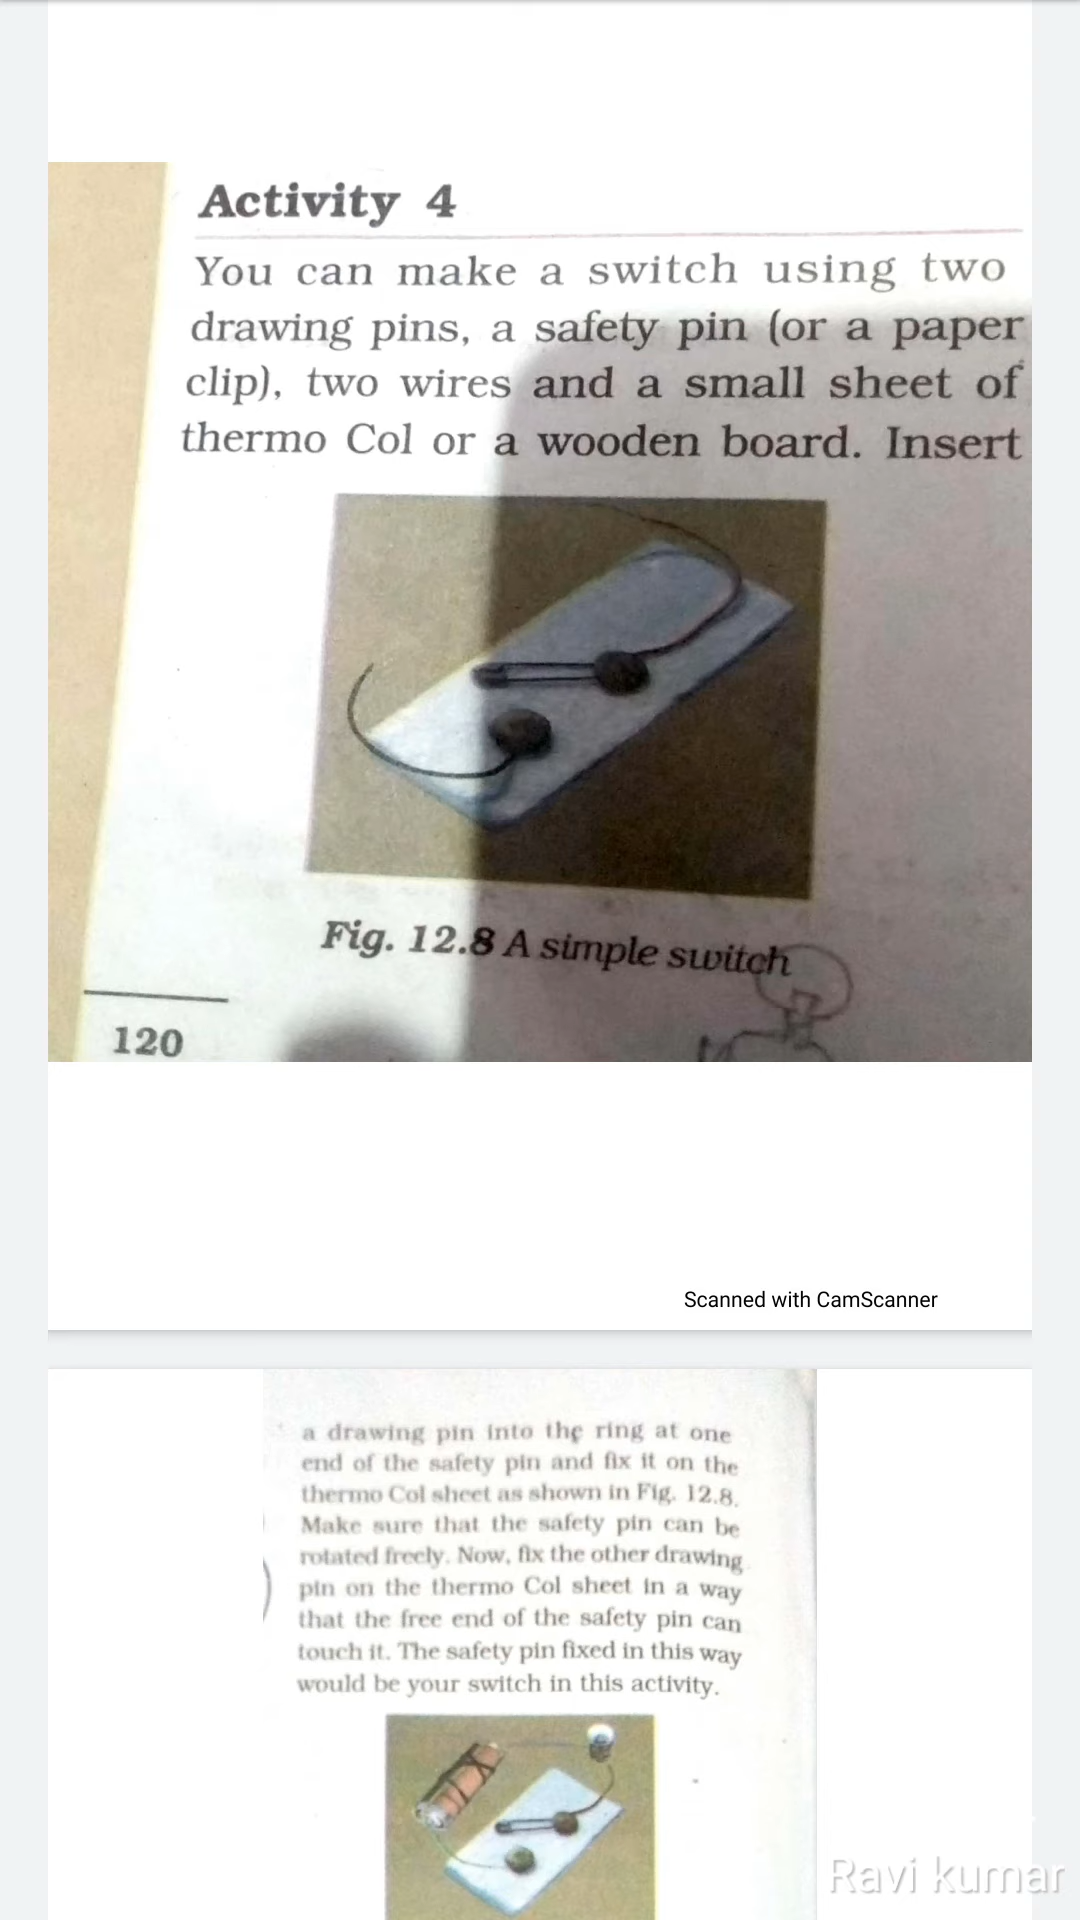 Activity 4
You can make a switch using two
drawing pins, a safety pin (or a paper
clip), two wires and a small sheet of
thermo Col or a wooden board. Insert
Fig. 12.8 A simple switch
120
Scanned with CamScanner
a drawing pin into the ring at one
end of the safety pin and fix it on the
thermo Col sheet as shown in Fig. 12.8.
Make sure that the safety pin can be
rotated freely. Now, fix the other drawing
pin on the thermo Col sheet in a way
that the free end of the safety pin can
touch it. The safety pin fixed in this way
would be your switch in this activity.
Ravi kumar